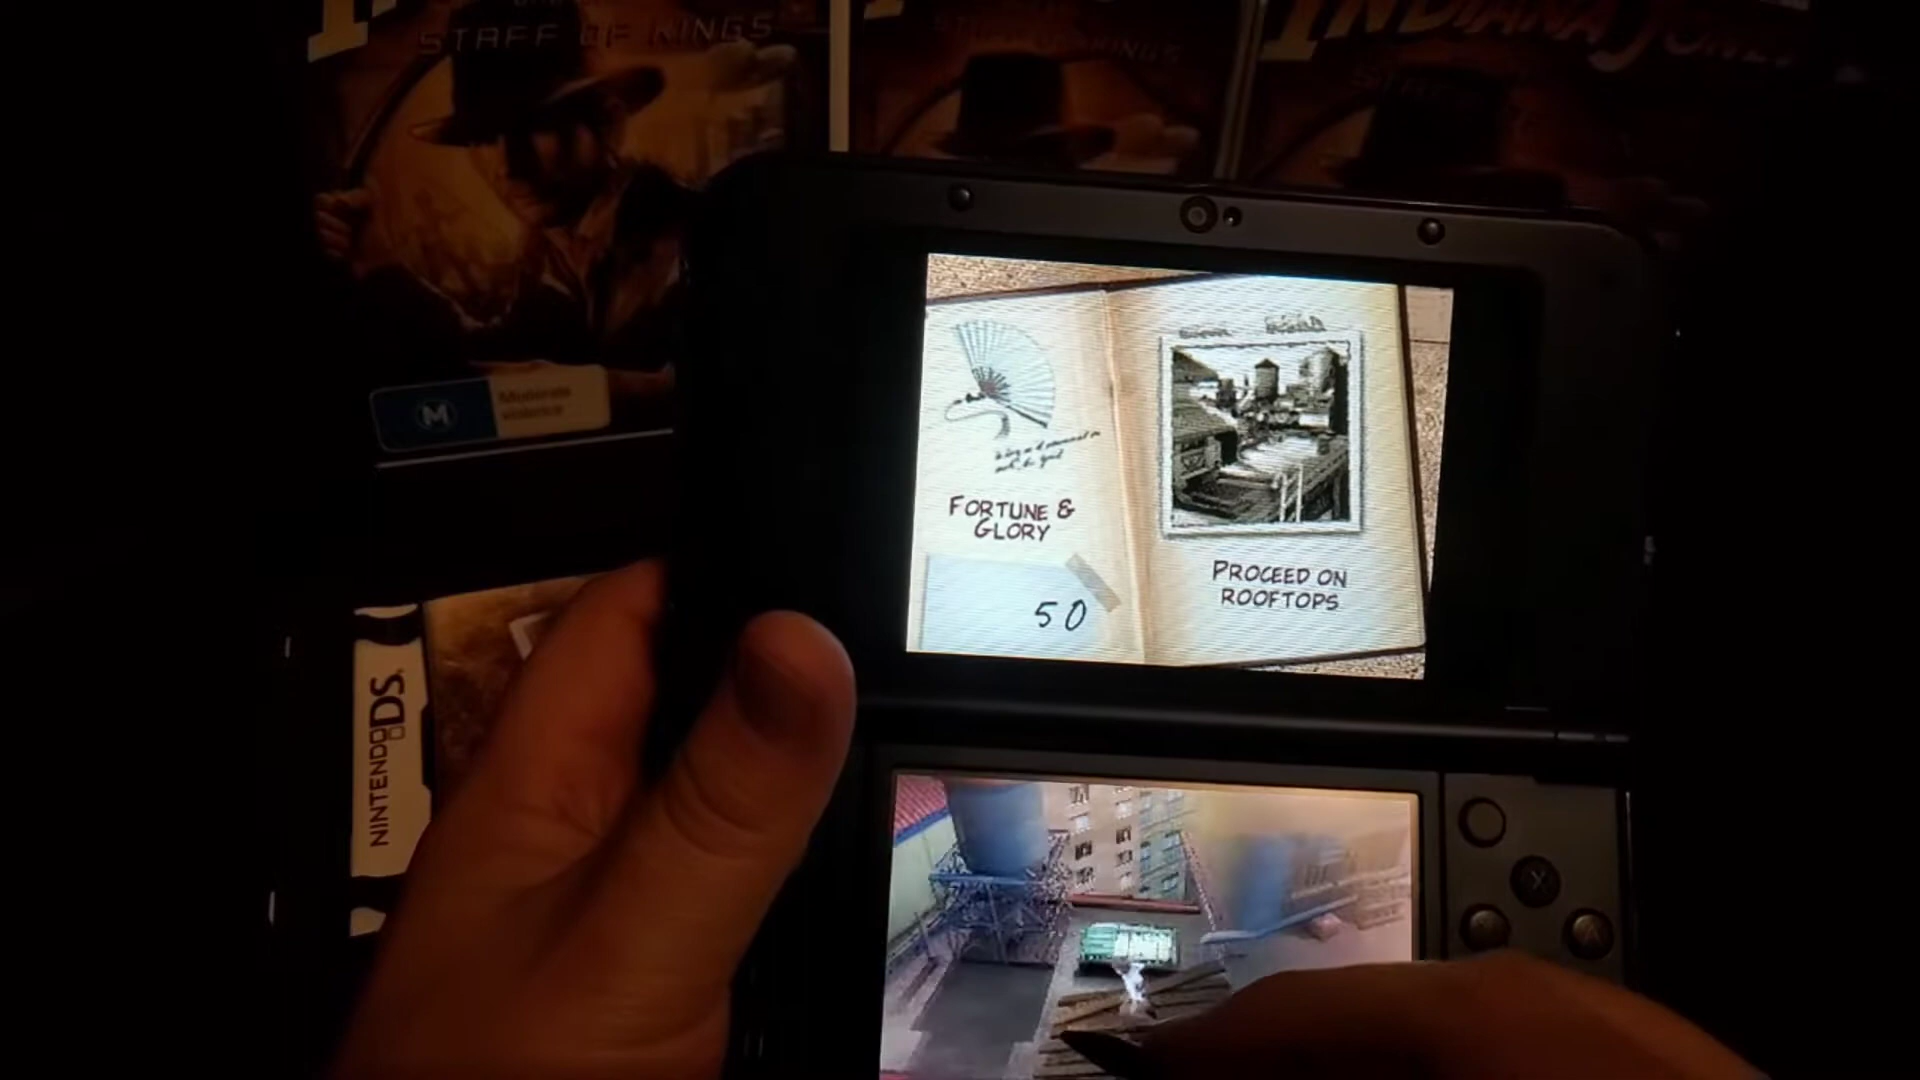 STAFF OF KINGS
INDIANA JONES
M
Moderate
violence
FORTUNE &
GLORY
50
PROCEED ON
ROOFTOPS
NINTENDO DS
X
A